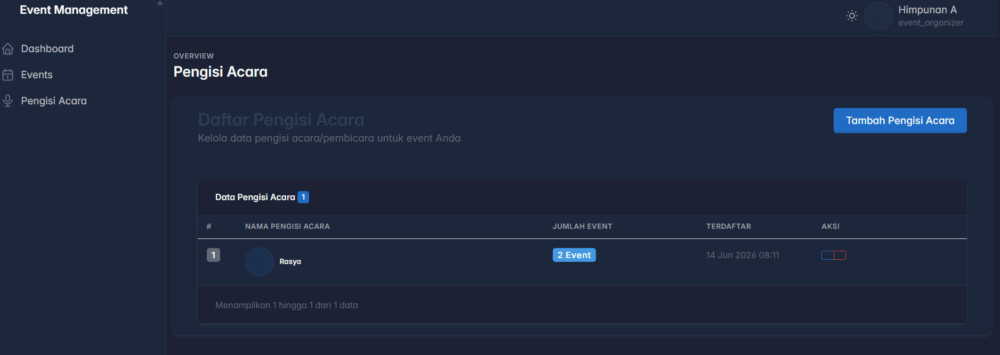 Event Management
Himpunan A
event_organizer
Dashboard
Events
Pengisi Acara
OVERVIEW
Pengisi Acara
Daftar Pengisi Acara
Kelola data pengisi acara/pembicara untuk event Anda
Tambah Pengisi Acara
Data Pengisi Acara 1
# NAMA PENGISI ACARA JUMLAH EVENT TERDAFTAR AKSI
1 Rasya 2 Event 14 Jun 2026 08:11
Menampilkan 1 hingga 1 dari 1 data